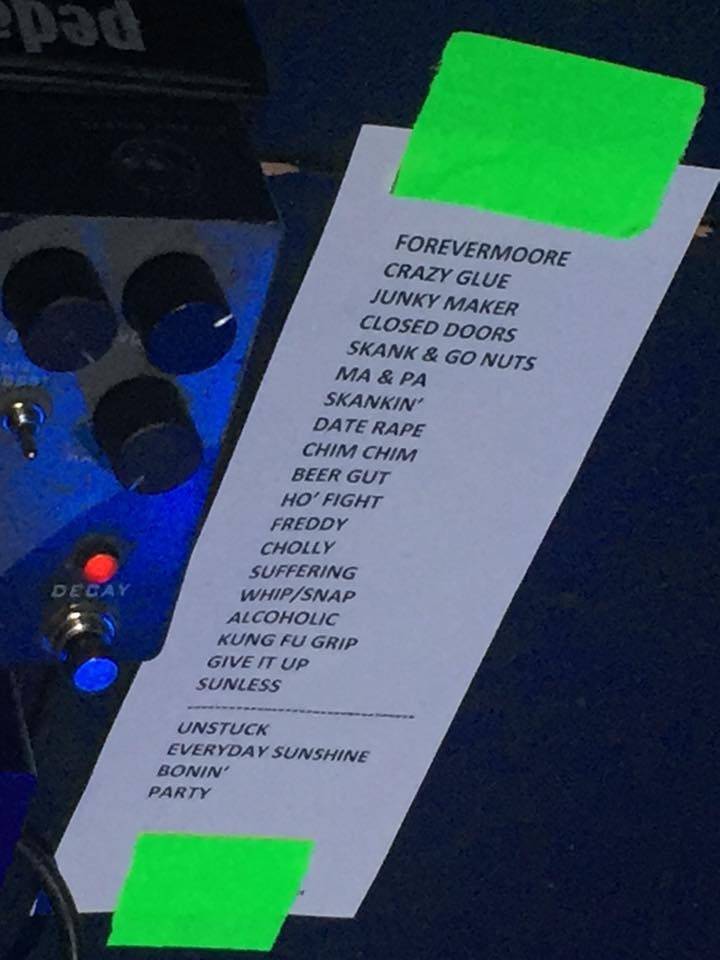 peda
FOREVERMOORE
CRAZY GLUE
JUNKY MAKER
CLOSED DOORS
SKANK & GO NUTS
MA & PA
SKANKIN'
DATE RAPE
CHIM CHIM
BEER GUT
HO' FIGHT
FREDDY
CHOLLY
SUFFERING
WHIP/SNAP
ALCOHOLIC
KUNG FU GRIP
GIVE IT UP
SUNLESS
UNSTUCK
EVERYDAY SUNSHINE
BONIN'
PARTY
DECAY